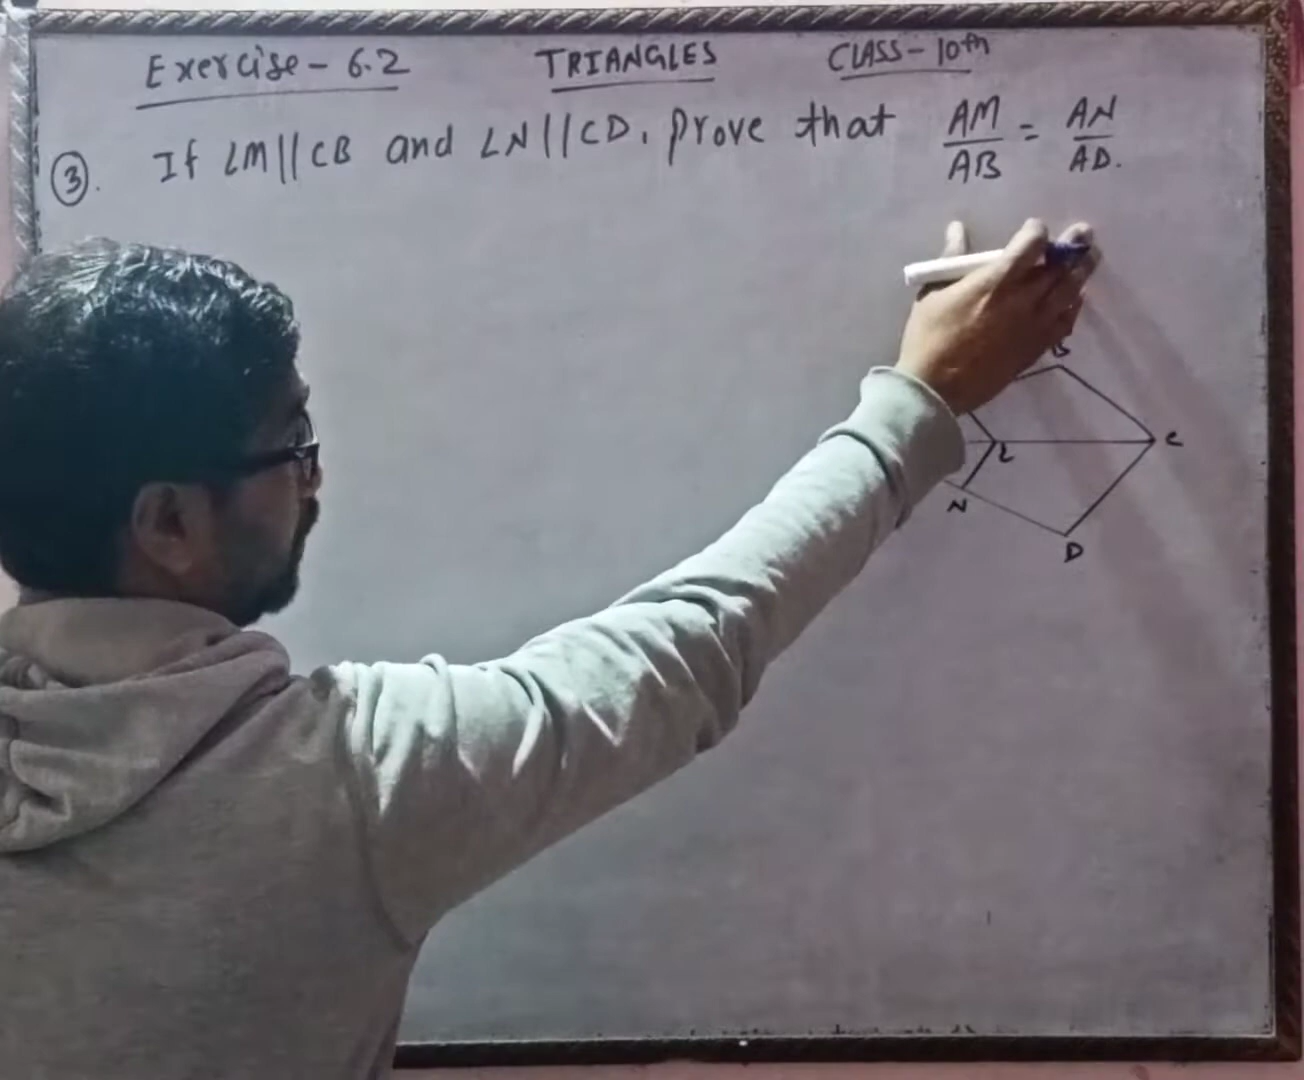 Exercise - 6.2 TRIANGLES CLASS - 10th
③. If LM||CB and LN||CD, prove that AM/AB = AN/AD.
B
C
L
N
D